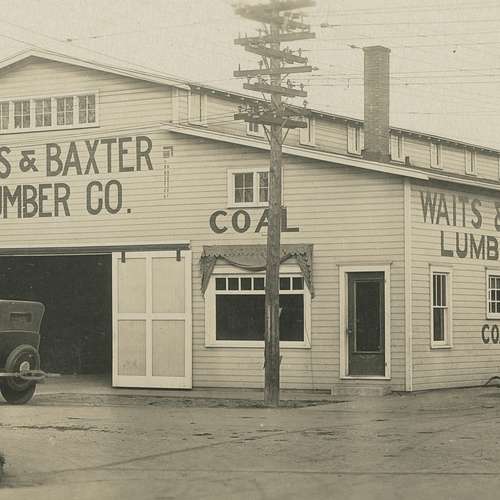 S & BAXTER
UMBER CO.
COAL
WAITS &
LUMB
CO